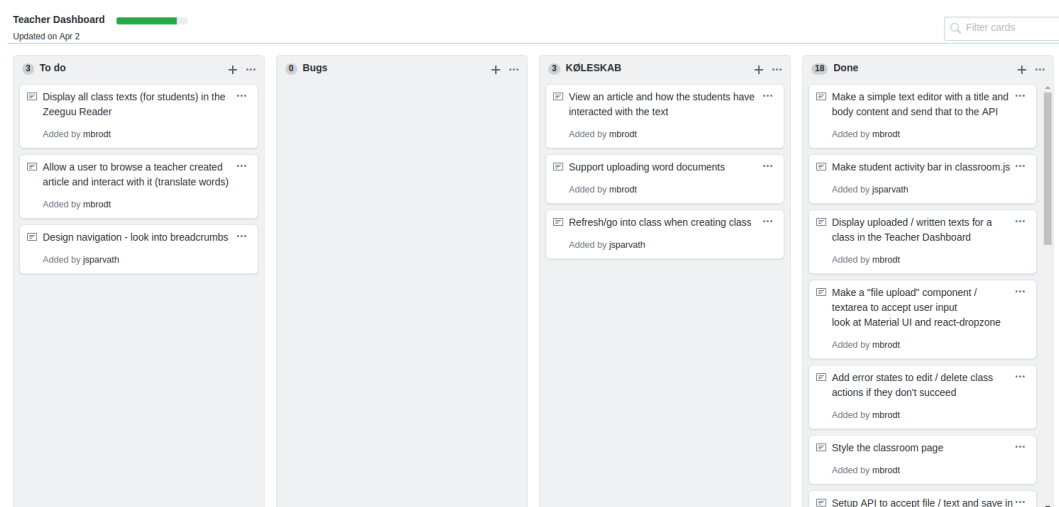 Teacher Dashboard
Updated on Apr 2
Filter cards
3 To do
Display all class texts (for students) in the
Zeeguu Reader
Added by mbrodt
Allow a user to browse a teacher created
article and interact with it (translate words)
Added by mbrodt
Design navigation - look into breadcrumbs
Added by jsparvath
0 Bugs
3 KØLESKAB
View an article and how the students have
interacted with the text
Added by mbrodt
Support uploading word documents
Added by mbrodt
Refresh/go into class when creating class
Added by jsparvath
18 Done
Make a simple text editor with a title and
body content and send that to the API
Added by mbrodt
Make student activity bar in classroom.js
Added by jsparvath
Display uploaded / written texts for a
class in the Teacher Dashboard
Added by mbrodt
Make a "file upload" component /
textarea to accept user input
look at Material UI and react-dropzone
Added by mbrodt
Add error states to edit / delete class
actions if they don't succeed
Added by mbrodt
Style the classroom page
Added by mbrodt
Setup API to accept file / text and save in